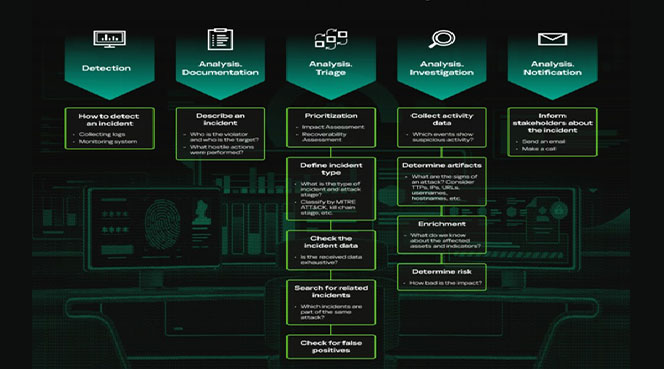 Detection
How to detect
an incident
Collecting logs
Monitoring system
Analysis.
Documentation
Describe an
incident
Who is the violator
and who is the target?
What hostile actions
were performed?
Analysis.
Triage
Prioritization
Impact Assessment
Recoverability
Assessment
Define incident
type
What is the type of
incident and attack
stage?
Classify by MITRE
ATT&CK, kill chain
stage, etc
Check the
incident data
Is the received data
exhaustive?
Search for related
incidents
Which incidents are
part of the same
attack?
Check for false
positives
Analysis.
Investigation
Collect activity
data
Which events show
suspicious activity?
Determine artifacts
What are the signs of
an attack? Consider
TTPs, IPs, URLs,
usernames,
hostnames, etc.
Enrichment
What do we know
about the affected
assets and indicators?
Determine risk
How bad is the impact?
Analysis.
Notification
Inform
stakeholders about
the incident
Send an email
Make a call